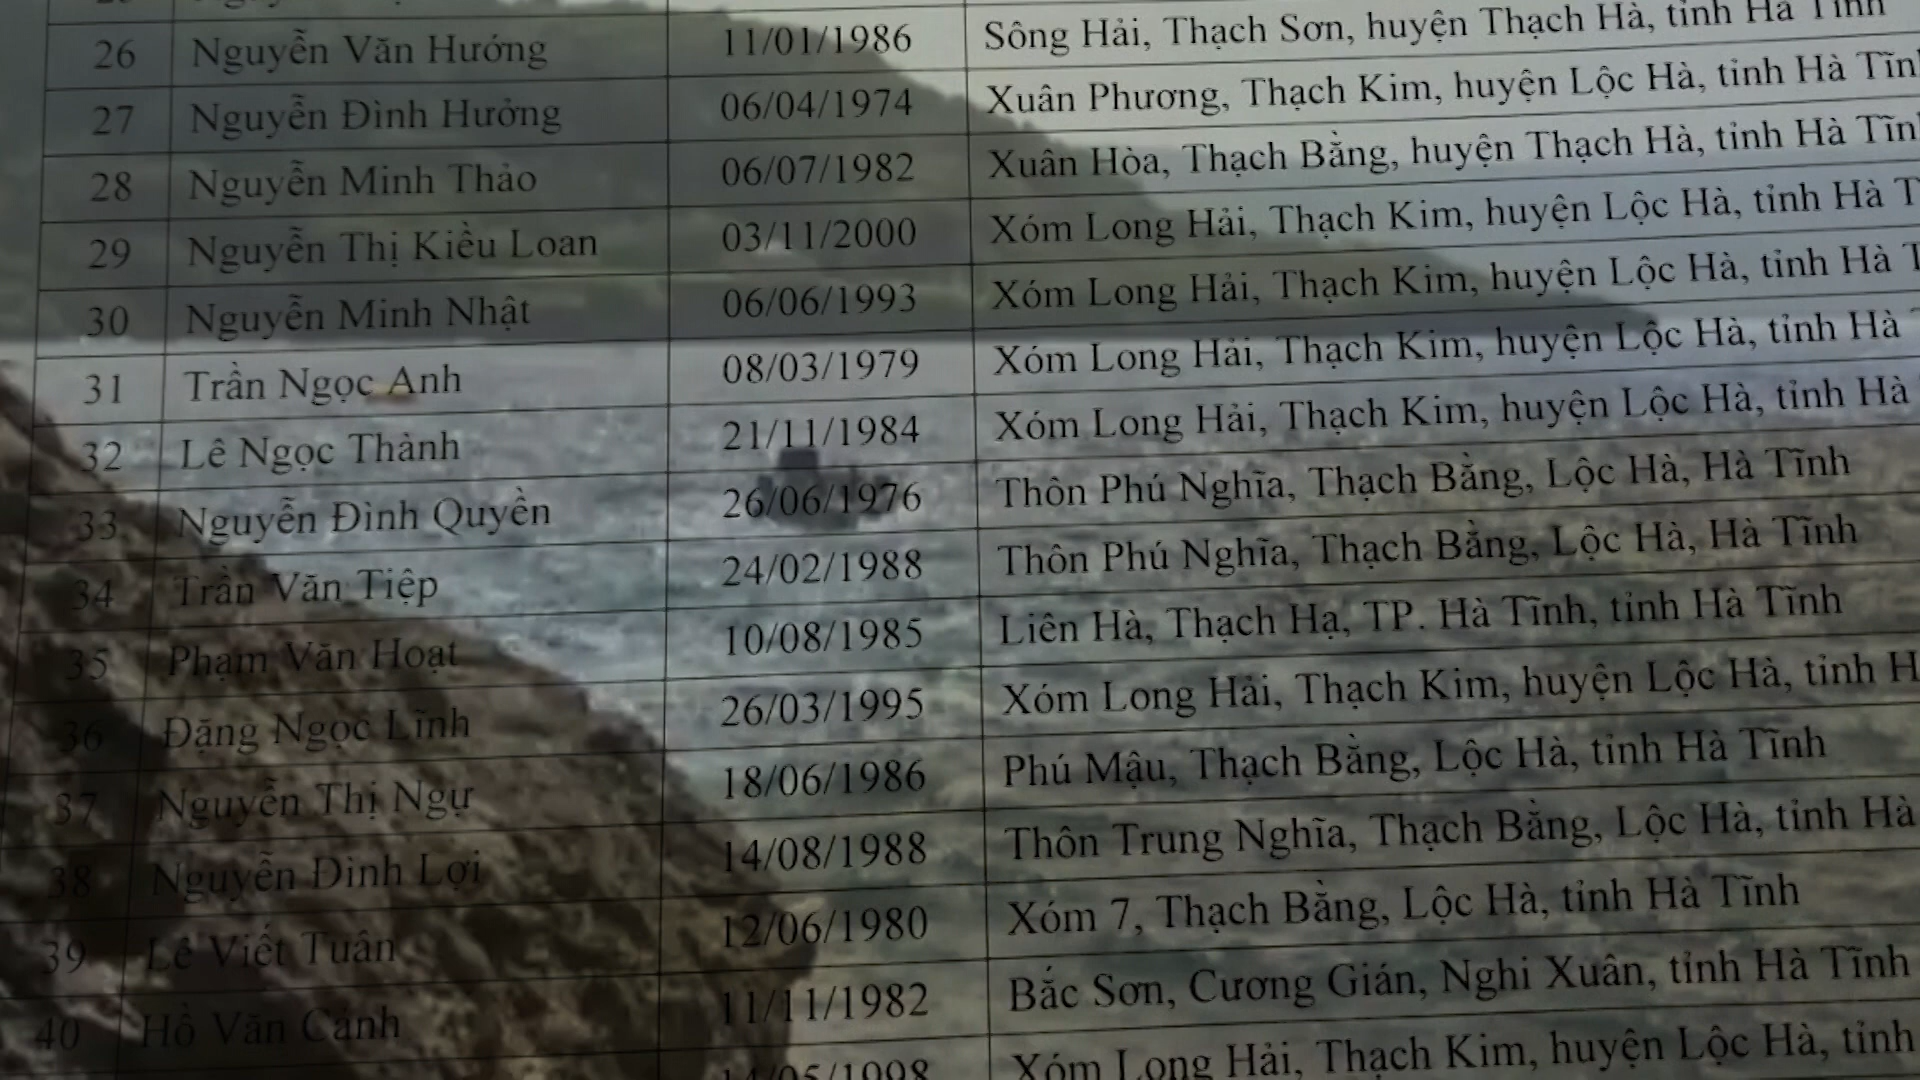 26 Nguyễn Văn Hướng 11/01/1986 Sông Hải, Thạch Sơn, huyện Thạch Hà, tỉnh Hà Tĩnh
27 Nguyễn Đình Hưởng 06/04/1974 Xuân Phương, Thạch Kim, huyện Lộc Hà, tỉnh Hà Tĩnh
28 Nguyễn Minh Thảo 06/07/1982 Xuân Hòa, Thạch Bằng, huyện Thạch Hà, tỉnh Hà Tĩnh
29 Nguyễn Thị Kiều Loan 03/11/2000 Xóm Long Hải, Thạch Kim, huyện Lộc Hà, tỉnh Hà T
30 Nguyễn Minh Nhật 06/06/1993 Xóm Long Hải, Thạch Kim, huyện Lộc Hà, tỉnh Hà T
31 Trần Ngọc Anh 08/03/1979 Xóm Long Hải, Thạch Kim, huyện Lộc Hà, tỉnh Hà
32 Lê Ngọc Thành 21/11/1984 Xóm Long Hải, Thạch Kim, huyện Lộc Hà, tỉnh Hà
33 Nguyễn Đình Quyền 26/06/1976 Thôn Phú Nghĩa, Thạch Bằng, Lộc Hà, Hà Tĩnh
34 Trần Văn Tiệp 24/02/1988 Thôn Phú Nghĩa, Thạch Bằng, Lộc Hà, Hà Tĩnh
35 Phạm Văn Hoạt 10/08/1985 Liên Hà, Thạch Hạ, TP. Hà Tĩnh, tỉnh Hà Tĩnh
36 Đặng Ngọc Lĩnh 26/03/1995 Xóm Long Hải, Thạch Kim, huyện Lộc Hà, tỉnh H
37 Nguyễn Thị Ngự 18/06/1986 Phú Mậu, Thạch Bằng, Lộc Hà, tỉnh Hà Tĩnh
38 Nguyễn Đình Lợi 14/08/1988 Thôn Trung Nghĩa, Thạch Bằng, Lộc Hà, tỉnh Hà
39 Lê Viết Tuân 12/06/1980 Xóm 7, Thạch Bằng, Lộc Hà, tỉnh Hà Tĩnh
40 Hồ Văn Cảnh 11/11/1982 Bắc Sơn, Cương Gián, Nghi Xuân, tỉnh Hà Tĩnh
14/05/1998 Xóm Long Hải, Thạch Kim, huyện Lộc Hà, tỉnh